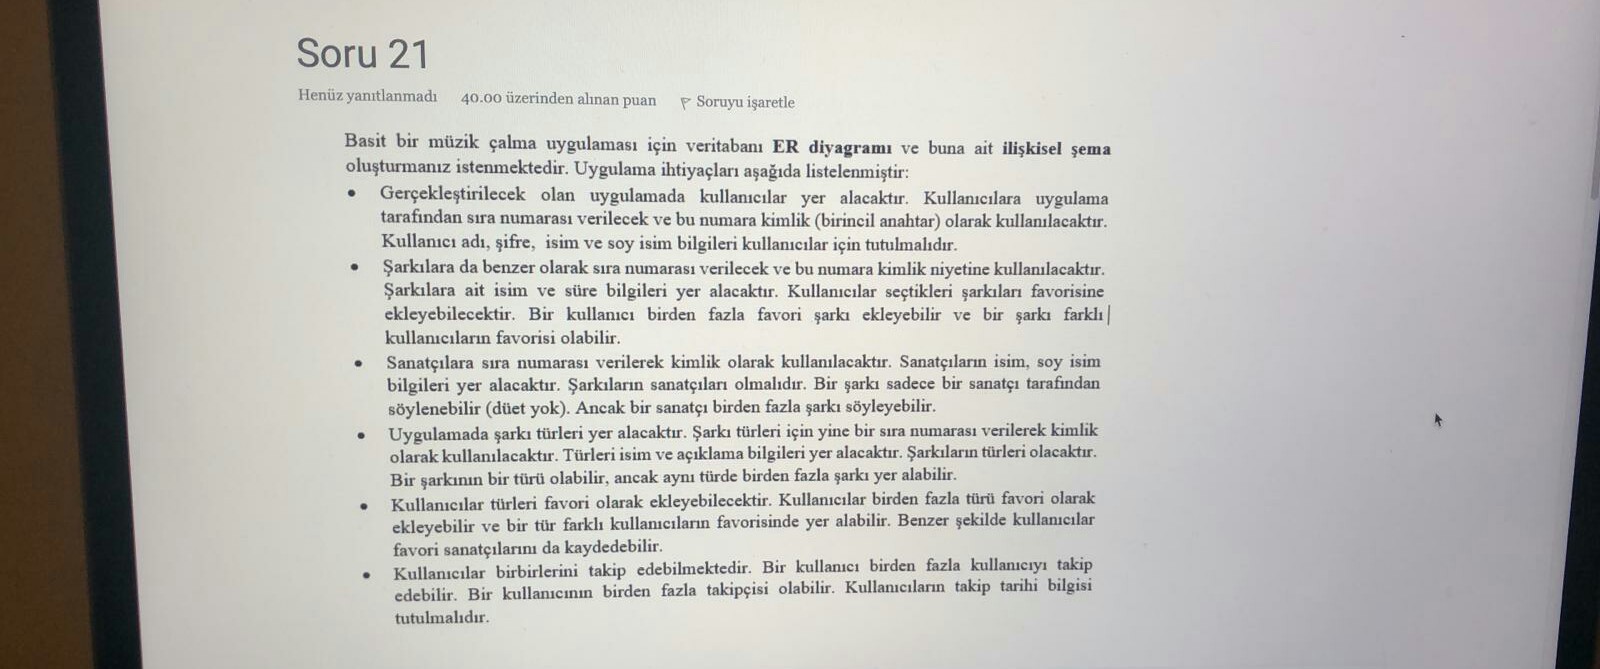 Soru 21
Henüz yanıtlanmadı 40.00 üzerinden alınan puan Soruyu işaretle
Basit bir müzik çalma uygulaması için veritabanı ER diyagramı ve buna ait ilişkisel şema
oluşturmanız istenmektedir. Uygulama ihtiyaçları aşağıda listelenmiştir:
• Gerçekleştirilecek olan uygulamada kullanıcılar yer alacaktır. Kullanıcılara uygulama
tarafından sıra numarası verilecek ve bu numara kimlik (birincil anahtar) olarak kullanılacaktır.
Kullanıcı adı, şifre, isim ve soy isim bilgileri kullanıcılar için tutulmalıdır.
• Şarkılara da benzer olarak sıra numarası verilecek ve bu numara kimlik niyetine kullanılacaktır.
Şarkılara ait isim ve süre bilgileri yer alacaktır. Kullanıcılar seçtikleri şarkıları favorisine
ekleyebilecektir. Bir kullanıcı birden fazla favori şarkı ekleyebilir ve bir şarkı farklı
kullanıcıların favorisi olabilir.
• Sanatçılara sıra numarası verilerek kimlik olarak kullanılacaktır. Sanatçıların isim, soy isim
bilgileri yer alacaktır. Şarkıların sanatçıları olmalıdır. Bir şarkı sadece bir sanatçı tarafından
söylenebilir (düet yok). Ancak bir sanatçı birden fazla şarkı söyleyebilir.
• Uygulamada şarkı türleri yer alacaktır. Şarkı türleri için yine bir sıra numarası verilerek kimlik
olarak kullanılacaktır. Türleri isim ve açıklama bilgileri yer alacaktır. Şarkıların türleri olacaktır.
Bir şarkının bir türü olabilir, ancak aynı türde birden fazla şarkı yer alabilir.
• Kullanıcılar türleri favori olarak ekleyebilecektir. Kullanıcılar birden fazla türü favori olarak
ekleyebilir ve bir tür farklı kullanıcıların favorisinde yer alabilir. Benzer şekilde kullanıcılar
favori sanatçılarını da kaydedebilir.
• Kullanıcılar birbirlerini takip edebilmektedir. Bir kullanıcı birden fazla kullanıcıyı takip
edebilir. Bir kullanıcının birden fazla takipçisi olabilir. Kullanıcıların takip tarihi bilgisi
tutulmalıdır.